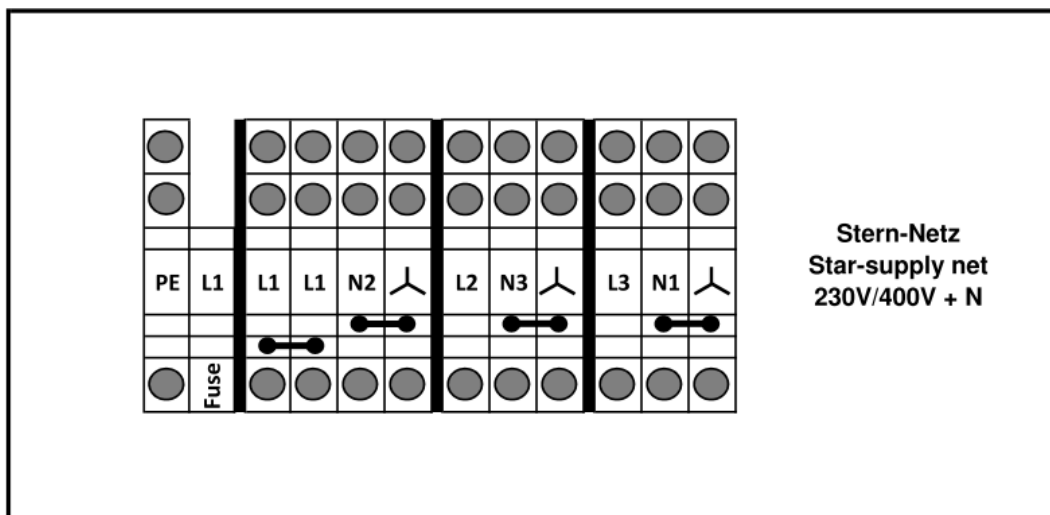 PE L1 L1 L1 N2 L2 N3 L3 N1
Fuse
Stern-Netz
Star-supply net
230V/400V + N